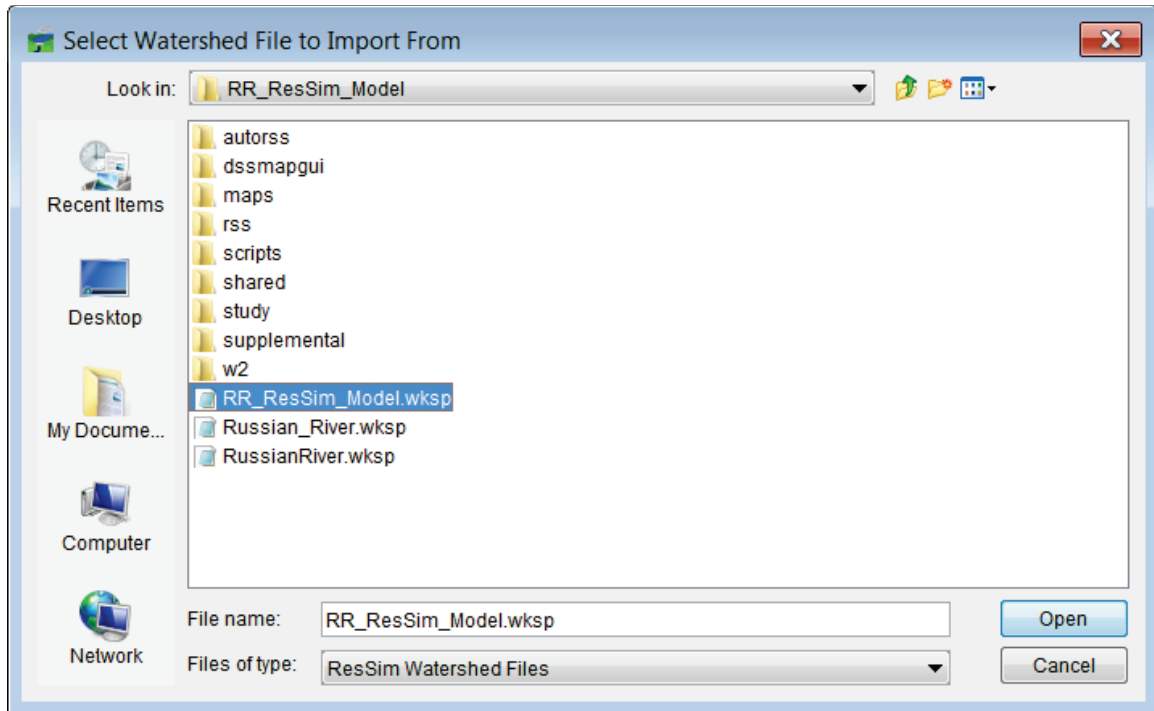 Select Watershed File to Import From
Look in:
RR_ResSim_Model
Recent Items
Desktop
My Docume...
Computer
Network
autorss
dssmapgui
maps
rss
scripts
shared
study
supplemental
w2
RR_ResSim_Model.wksp
Russian_River.wksp
RussianRiver.wksp
File name:
RR_ResSim_Model.wksp
Open
Files of type:
ResSim Watershed Files
Cancel